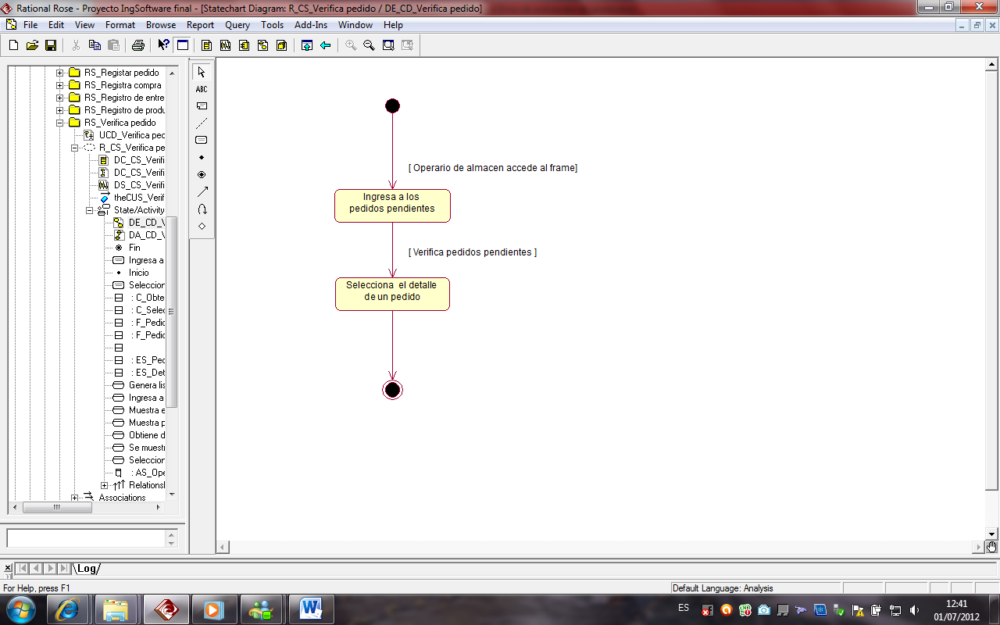 Rational Rose - Proyecto IngSoftware final - [Statechart Diagram: R_CS_Verifica pedido / DE_CD_Verifica pedido]
File Edit View Format Browse Report Query Tools Add-Ins Window Help
RS_Registar pedido
RS_Registra compra
RS_Registro de entre
RS_Registro de produ
RS_Verifica pedido
UCD_Verifica pec
R_CS_Verifica pe
DC_CS_Verifi
DC_CS_Verifi
DS_CS_Verifi
theCUS_Verif
State/Activity
DE_CD_V
DA_CD_V
Fin
Ingresa a
Inicio
Seleccion
: C_Obte
: C_Selec
: F_Pedic
: F_Pedic
: ES_Pec
: ES_Det
Genera lis
Ingresa a
Muestra e
Muestra p
Obtiene d
Se muest
Seleccion
: AS_Ope
Relations
Associations
ABC
[ Operario de almacen accede al frame]
Ingresa a los
pedidos pendientes
[ Verifica pedidos pendientes ]
Selecciona el detalle
de un pedido
Log
For Help, press F1
Default Language: Analysis
ES
12:41
01/07/2012